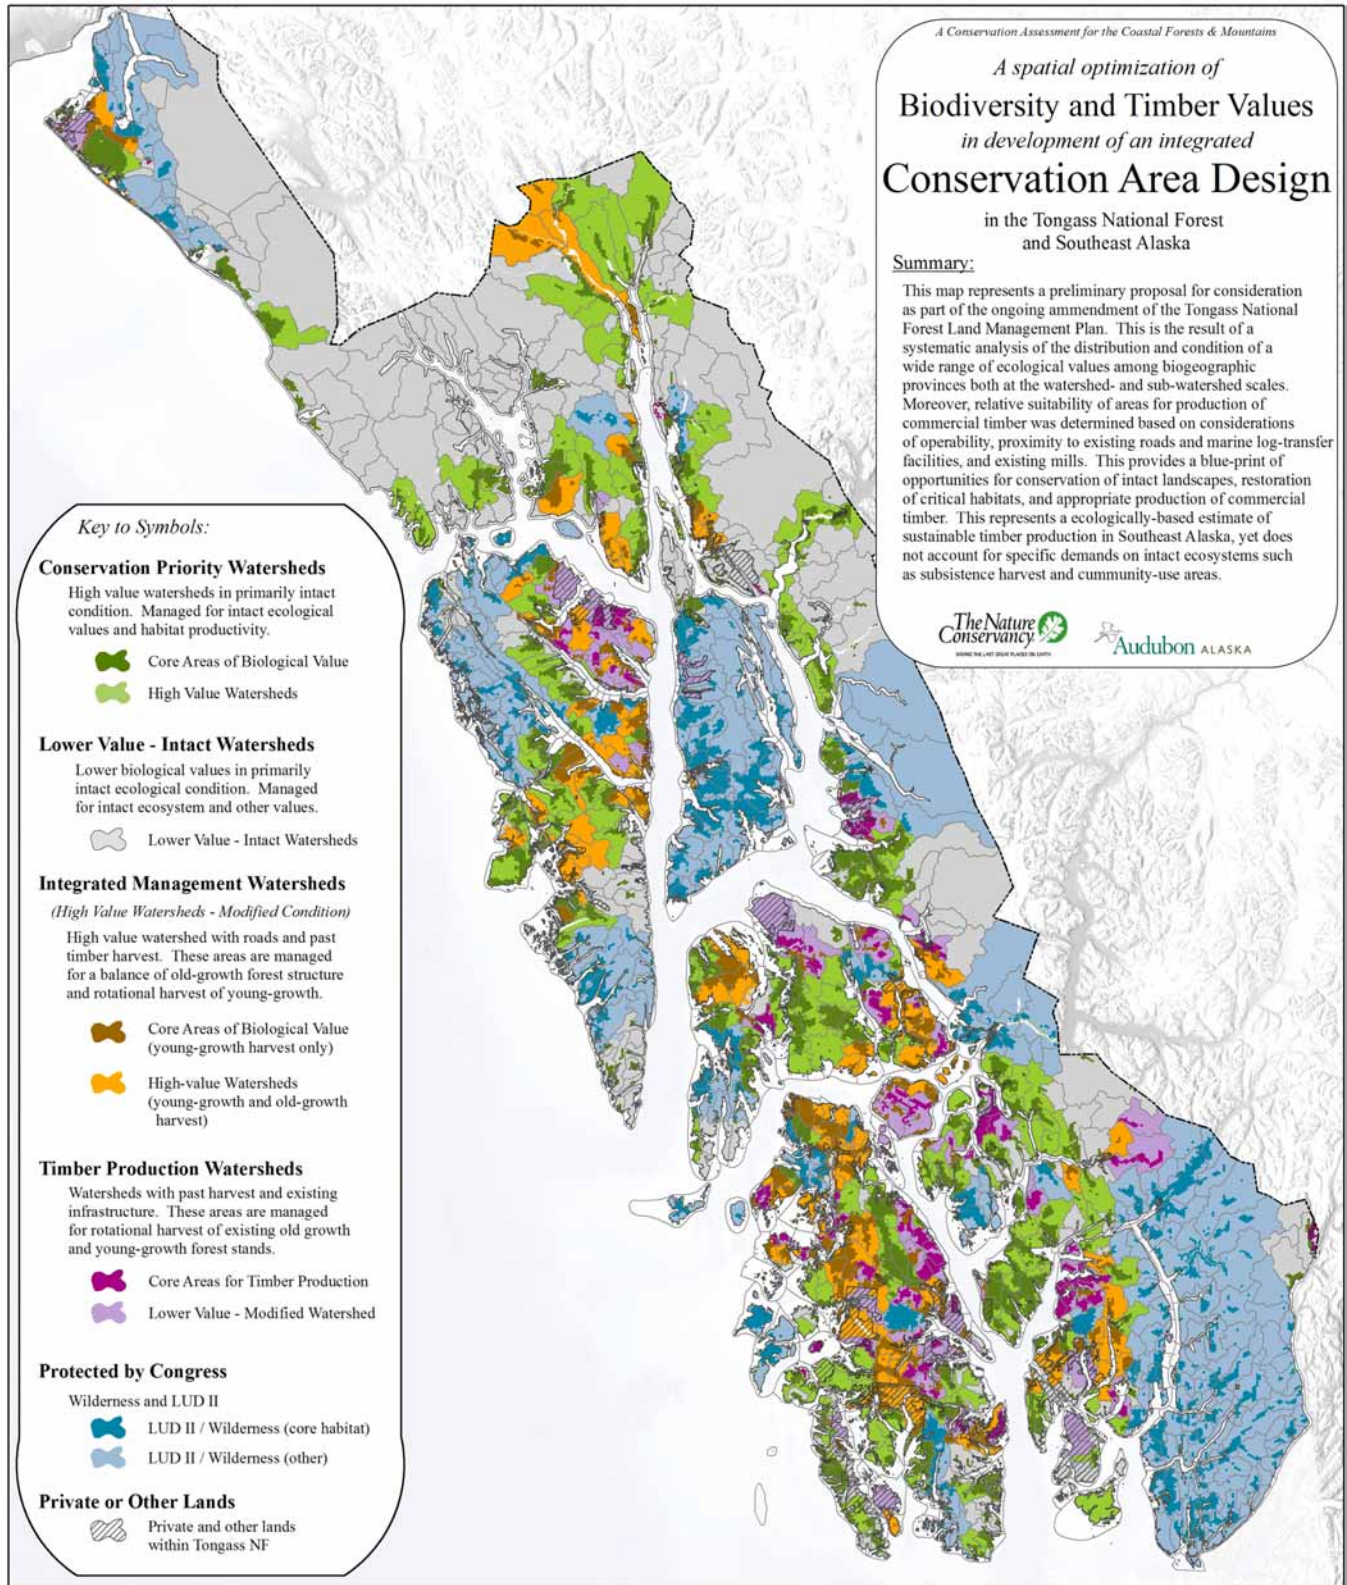 A Conservation Assessment for the Coastal Forests & Mountains
A spatial optimization of
Biodiversity and Timber Values
in development of an integrated
Conservation Area Design
in the Tongass National Forest
and Southeast Alaska
Summary:
This map represents a preliminary proposal for consideration
as part of the ongoing ammendment of the Tongass National
Forest Land Management Plan. This is the result of a
systematic analysis of the distribution and condition of a
wide range of ecological values among biogeographic
provinces both at the watershed- and sub-watershed scales.
Moreover, relative suitability of areas for production of
commercial timber was determined based on considerations
of operability, proximity to existing roads and marine log-transfer
facilities, and existing mills. This provides a blue-print of
opportunities for conservation of intact landscapes, restoration
of critical habitats, and appropriate production of commercial
timber. This represents a ecologically-based estimate of
sustainable timber production in Southeast Alaska, yet does
not account for specific demands on intact ecosystems such
as subsistence harvest and cummunity-use areas.
The Nature
Conservancy
SAVING THE LAST GREAT PLACES ON EARTH
Audubon ALASKA
Key to Symbols:
Conservation Priority Watersheds
High value watersheds in primarily intact
condition. Managed for intact ecological
values and habitat productivity.
Core Areas of Biological Value
High Value Watersheds
Lower Value - Intact Watersheds
Lower biological values in primarily
intact ecological condition. Managed
for intact ecosystem and other values.
Lower Value - Intact Watersheds
Integrated Management Watersheds
(High Value Watersheds - Modified Condition)
High value watershed with roads and past
timber harvest. These areas are managed
for a balance of old-growth forest structure
and rotational harvest of young-growth.
Core Areas of Biological Value
(young-growth harvest only)
High-value Watersheds
(young-growth and old-growth
harvest)
Timber Production Watersheds
Watersheds with past harvest and existing
infrastructure. These areas are managed
for rotational harvest of existing old growth
and young-growth forest stands.
Core Areas for Timber Production
Lower Value - Modified Watershed
Protected by Congress
Wilderness and LUD II
LUD II / Wilderness (core habitat)
LUD II / Wilderness (other)
Private or Other Lands
Private and other lands
within Tongass NF